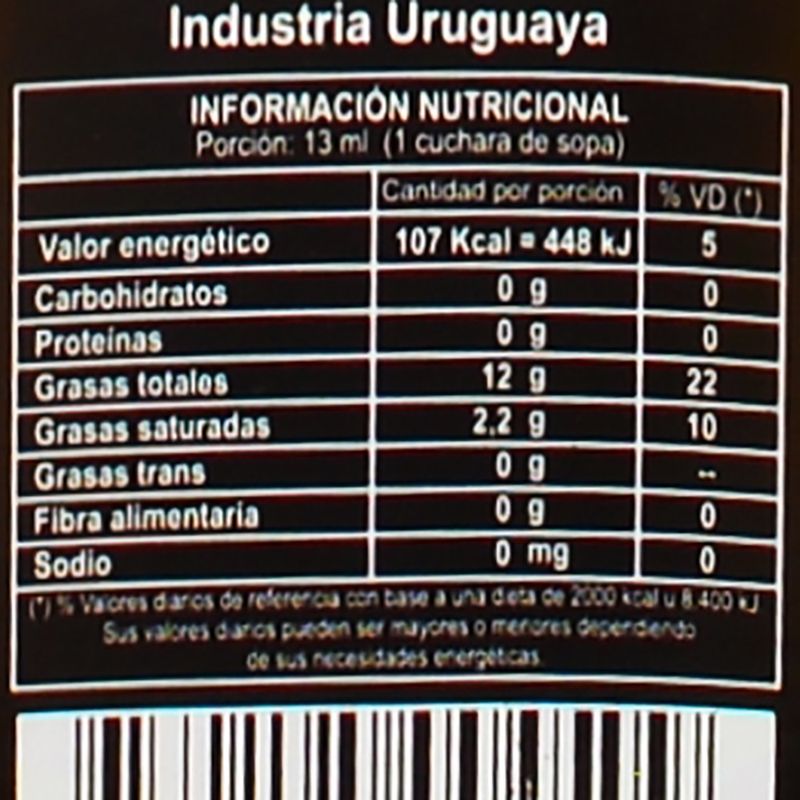 Industria Uruguaya
INFORMACIÓN NUTRICIONAL
Porción: 13 ml (1 cuchara de sopa)
Cantidad por porción % VD (*)
Valor energético 107 Kcal = 448 kJ 5
Carbohidratos 0 g 0
Proteínas 0 g 0
Grasas totales 12 g 22
Grasas saturadas 2,2 g 10
Grasas trans 0 g --
Fibra alimentaria 0 g 0
Sodio 0 mg 0
(*) % Valores diarios de referencia con base a una dieta de 2000 kcal u 8.400 kJ
Sus valores diarios pueden ser mayores o menores dependiendo
de sus necesidades energéticas.